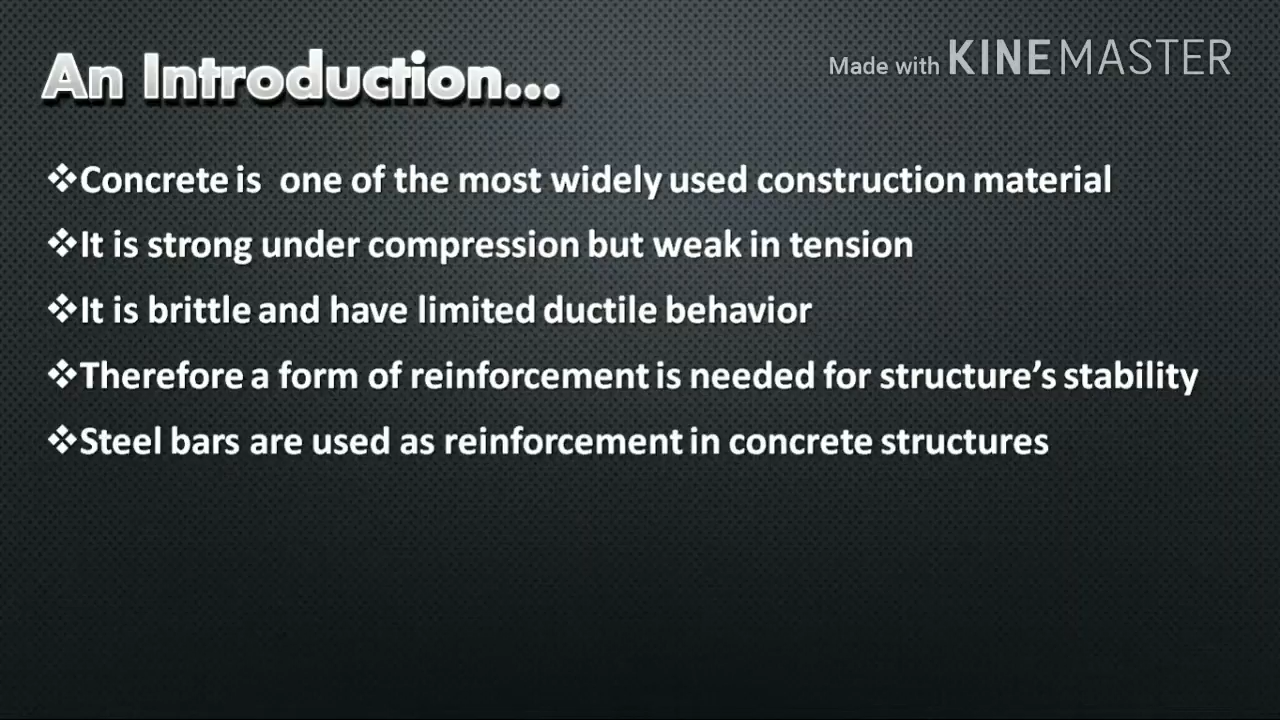 An Introduction...
Made with KINEMASTER
❖Concrete is one of the most widely used construction material
❖It is strong under compression but weak in tension
❖It is brittle and have limited ductile behavior
❖Therefore a form of reinforcement is needed for structure’s stability
❖Steel bars are used as reinforcement in concrete structures